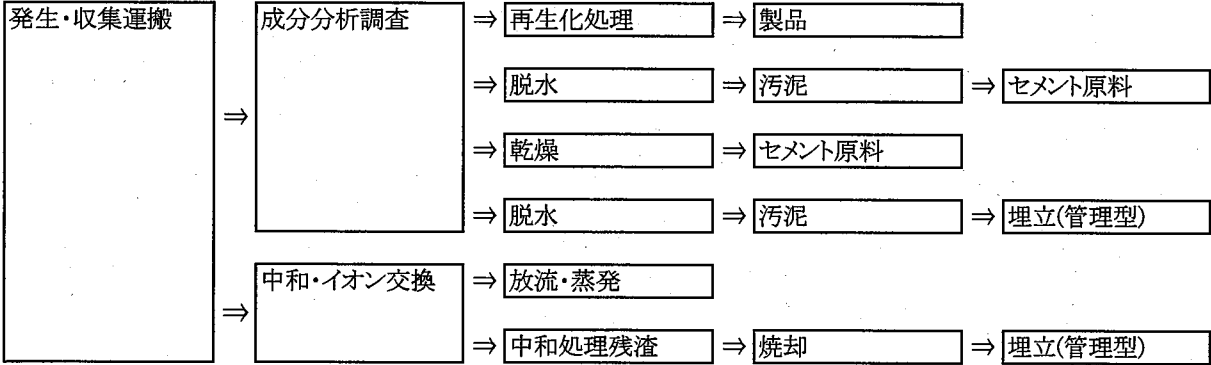 発生・収集運搬 ⇒ 成分分析調査 ⇒ 再生化処理 ⇒ 製品
⇒ 脱水 ⇒ 汚泥 ⇒ セメント原料
⇒ 乾燥 ⇒ セメント原料
⇒ 脱水 ⇒ 汚泥 ⇒ 埋立(管理型)
⇒ 中和・イオン交換 ⇒ 放流・蒸発
⇒ 中和処理残渣 ⇒ 焼却 ⇒ 埋立(管理型)